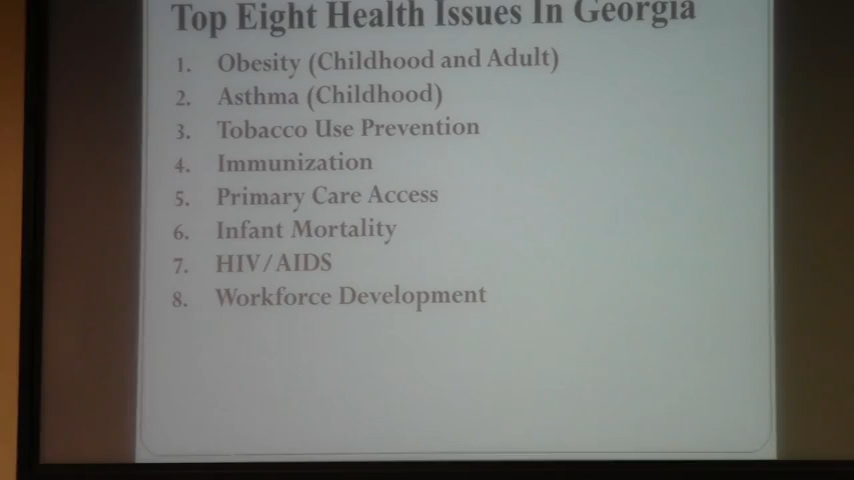 Top Eight Health Issues In Georgia
1. Obesity (Childhood and Adult)
2. Asthma (Childhood)
3. Tobacco Use Prevention
4. Immunization
5. Primary Care Access
6. Infant Mortality
7. HIV/AIDS
8. Workforce Development